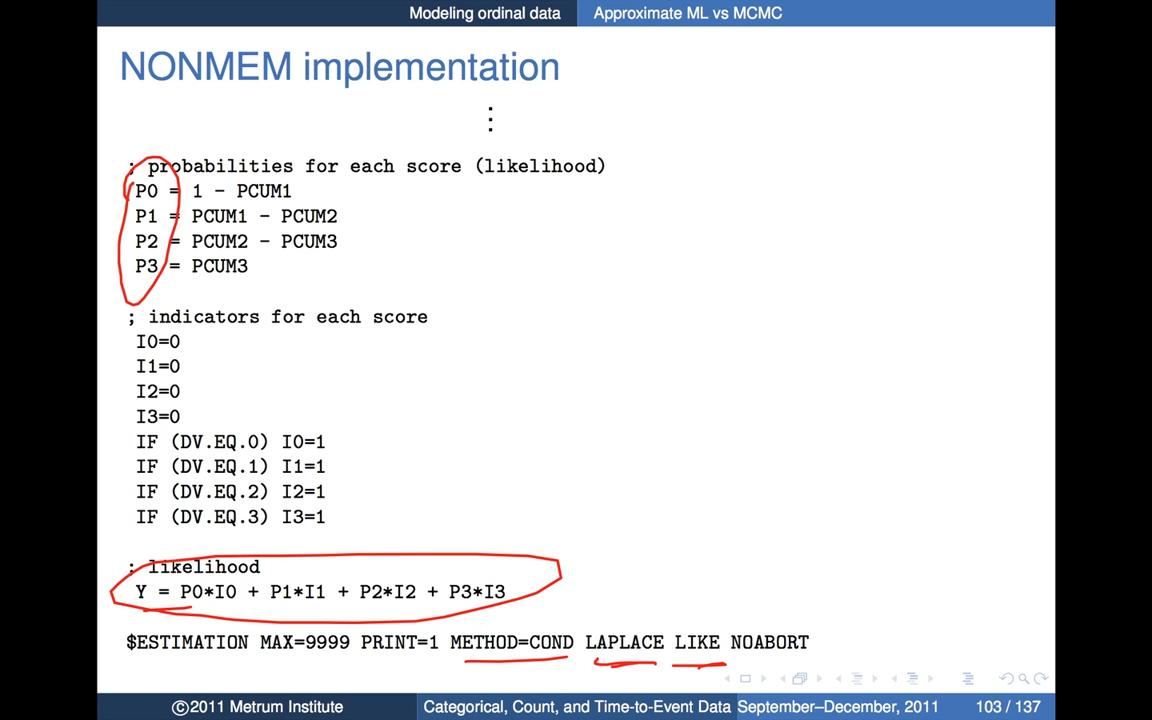 Modeling ordinal data Approximate ML vs MCMC
NONMEM implementation
; probabilities for each score (likelihood)
P0 = 1 - PCUM1
P1 = PCUM1 - PCUM2
P2 = PCUM2 - PCUM3
P3 = PCUM3
; indicators for each score
I0=0
I1=0
I2=0
I3=0
IF (DV.EQ.0) I0=1
IF (DV.EQ.1) I1=1
IF (DV.EQ.2) I2=1
IF (DV.EQ.3) I3=1
; likelihood
Y = P0*I0 + P1*I1 + P2*I2 + P3*I3
$ESTIMATION MAX=9999 PRINT=1 METHOD=COND LAPLACE LIKE NOABORT
©2011 Metrum Institute Categorical, Count, and Time-to-Event Data September–December, 2011 103 / 137